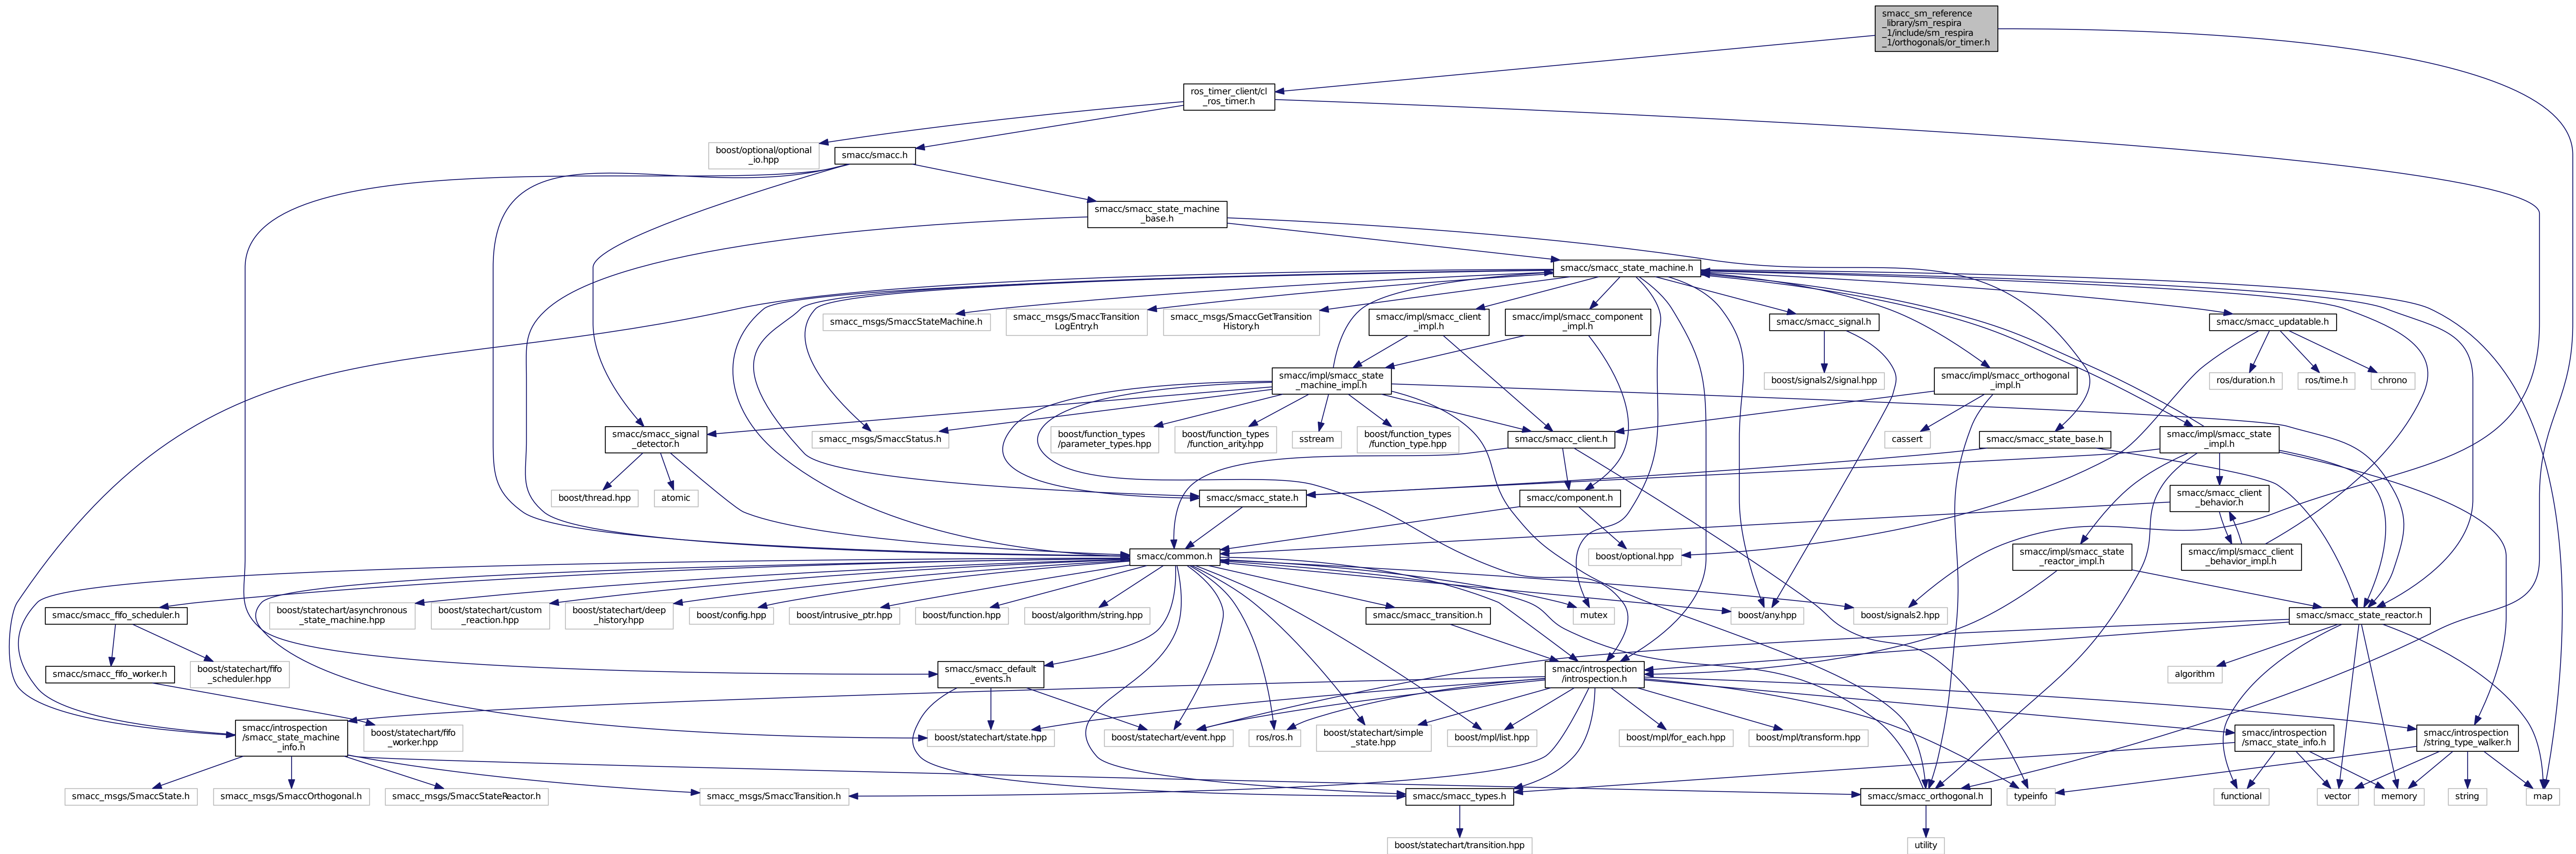 smacc_sm_reference
_library/sm_respira
_1/include/sm_respira
_1/orthogonals/or_timer.h
ros_timer_client/cl
_ros_timer.h
boost/optional/optional
_io.hpp
smacc/smacc.h
smacc/smacc_state_machine
_base.h
smacc/smacc_state_machine.h
smacc_msgs/SmaccStateMachine.h
smacc_msgs/SmaccTransition
LogEntry.h
smacc_msgs/SmaccGetTransition
History.h
smacc/impl/smacc_client
_impl.h
smacc/impl/smacc_component
_impl.h
smacc/smacc_signal.h
smacc/smacc_updatable.h
smacc/impl/smacc_state
_machine_impl.h
boost/signals2/signal.hpp
smacc/impl/smacc_orthogonal
_impl.h
ros/duration.h
ros/time.h
chrono
smacc/smacc_signal
_detector.h
smacc_msgs/SmaccStatus.h
boost/function_types
/parameter_types.hpp
boost/function_types
/function_arity.hpp
sstream
boost/function_types
/function_type.hpp
smacc/smacc_client.h
cassert
smacc/smacc_state_base.h
smacc/impl/smacc_state
_impl.h
boost/thread.hpp
atomic
smacc/smacc_state.h
smacc/component.h
smacc/smacc_client
_behavior.h
smacc/common.h
boost/optional.hpp
smacc/impl/smacc_state
_reactor_impl.h
smacc/impl/smacc_client
_behavior_impl.h
smacc/smacc_fifo_scheduler.h
boost/statechart/asynchronous
_state_machine.hpp
boost/statechart/custom
_reaction.hpp
boost/statechart/deep
_history.hpp
boost/config.hpp
boost/intrusive_ptr.hpp
boost/function.hpp
boost/algorithm/string.hpp
smacc/smacc_transition.h
mutex
boost/any.hpp
boost/signals2.hpp
smacc/smacc_state_reactor.h
smacc/smacc_fifo_worker.h
boost/statechart/fifo
_scheduler.hpp
smacc/smacc_default
_events.h
smacc/introspection
/introspection.h
algorithm
smacc/introspection
/smacc_state_machine
_info.h
boost/statechart/fifo
_worker.hpp
boost/statechart/state.hpp
boost/statechart/event.hpp
ros/ros.h
boost/statechart/simple
_state.hpp
boost/mpl/list.hpp
boost/mpl/for_each.hpp
boost/mpl/transform.hpp
smacc/introspection
/smacc_state_info.h
smacc/introspection
/string_type_walker.h
smacc_msgs/SmaccState.h
smacc_msgs/SmaccOrthogonal.h
smacc_msgs/SmaccStateReactor.h
smacc_msgs/SmaccTransition.h
smacc/smacc_types.h
smacc/smacc_orthogonal.h
typeinfo
functional
vector
memory
string
map
boost/statechart/transition.hpp
utility